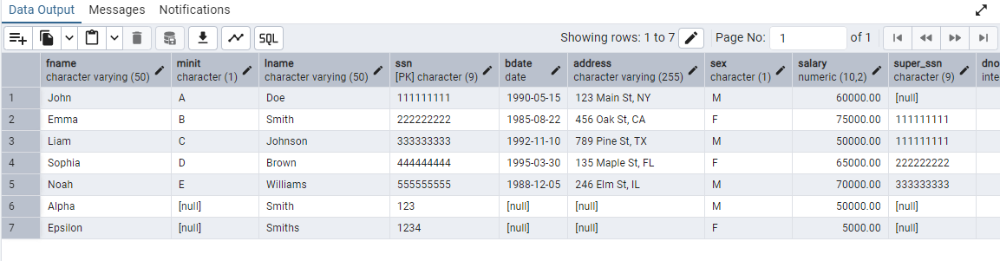 Data Output Messages Notifications
SQL Showing rows: 1 to 7 Page No: 1 of 1
fname minit lname ssn bdate address sex salary super_ssn dno
character varying (50) character (1) character varying (50) [PK] character (9) date character varying (255) character (1) numeric (10,2) character (9) inte
1 John A Doe 111111111 1990-05-15 123 Main St, NY M 60000.00 [null]
2 Emma B Smith 222222222 1985-08-22 456 Oak St, CA F 75000.00 111111111
3 Liam C Johnson 333333333 1992-11-10 789 Pine St, TX M 50000.00 111111111
4 Sophia D Brown 444444444 1995-03-30 135 Maple St, FL F 65000.00 222222222
5 Noah E Williams 555555555 1988-12-05 246 Elm St, IL M 70000.00 333333333
6 Alpha [null] Smith 123 [null] [null] M 50000.00 [null]
7 Epsilon [null] Smiths 1234 [null] [null] F 5000.00 [null]